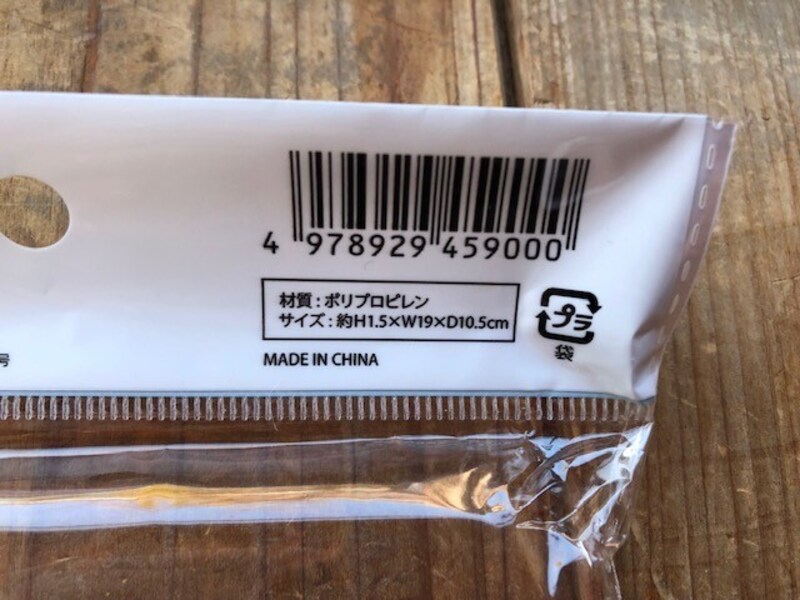 4 978929 459000
材質：ポリプロピレン
サイズ：約H1.5×W19×D10.5cm
プラ
袋
号
MADE IN CHINA